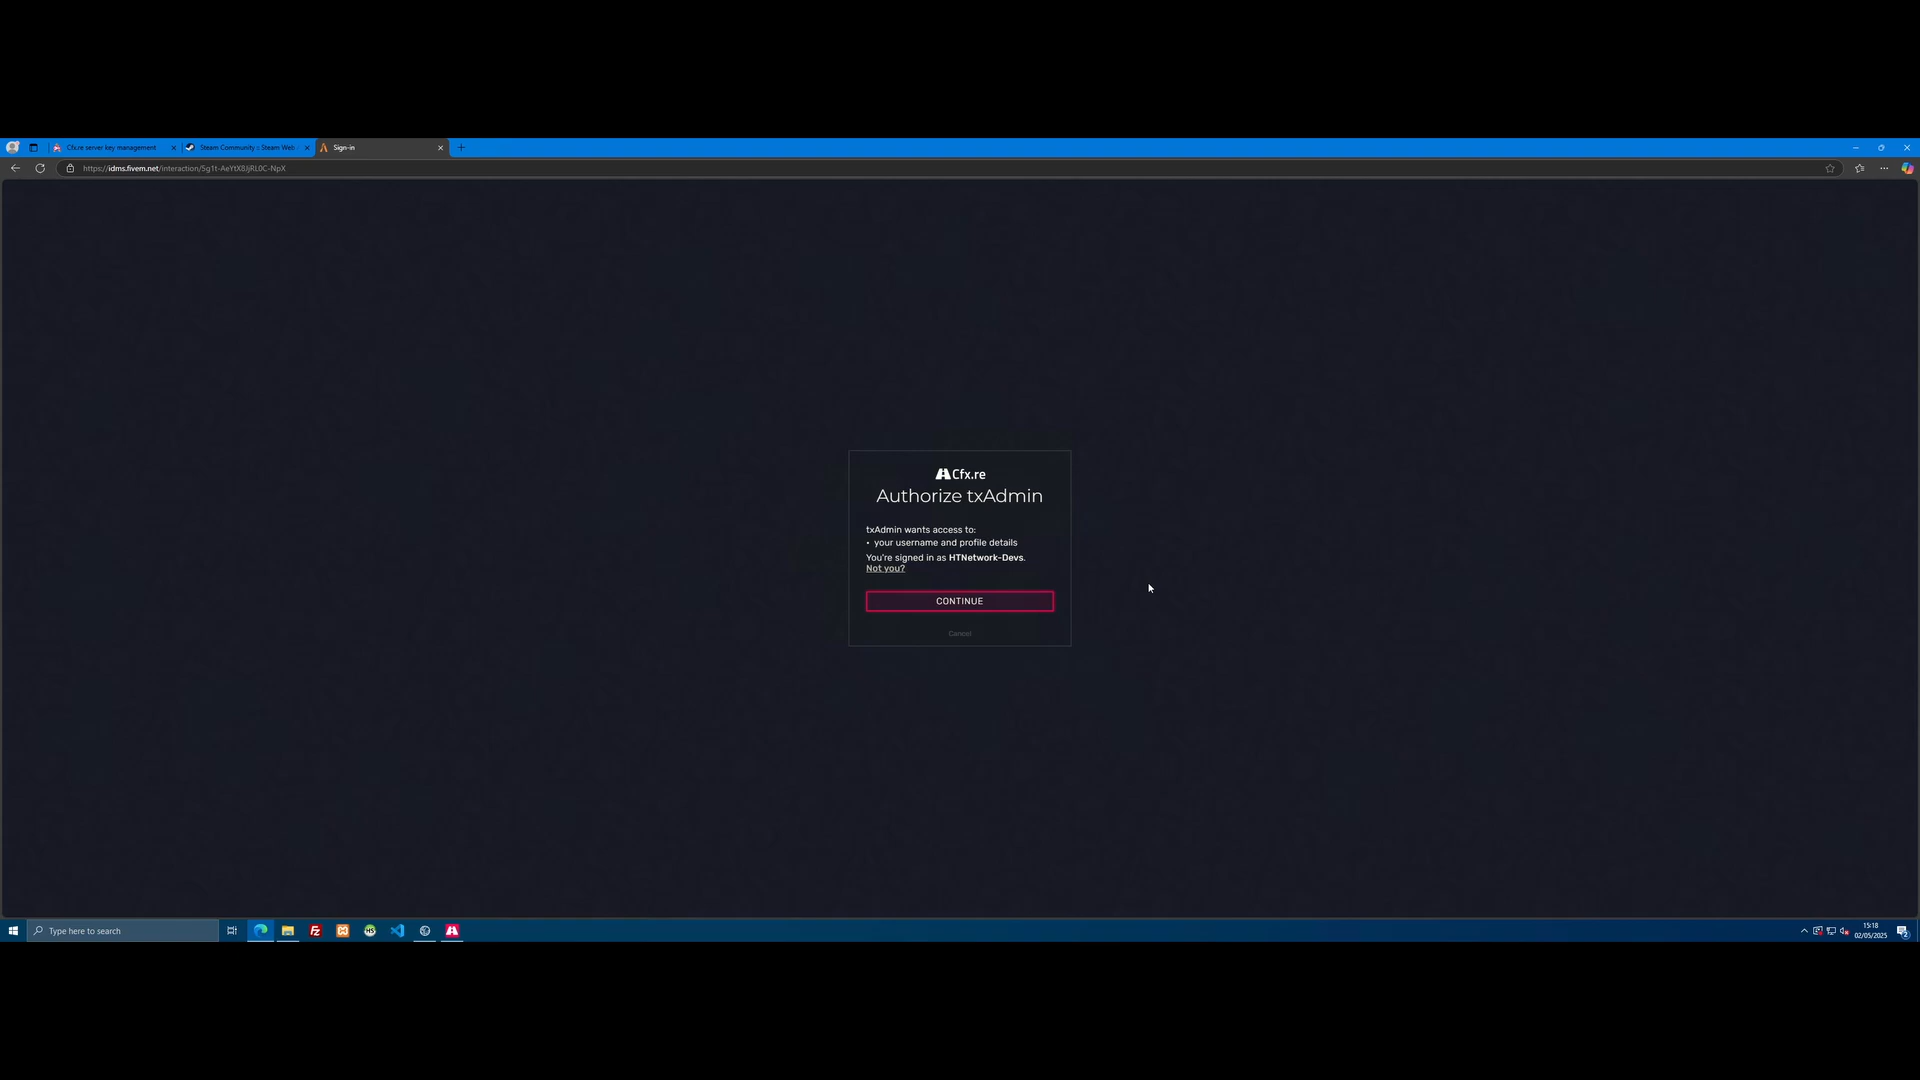 Cfx.re server key management
Steam Community :: Steam Web
Sign-in
https://idms.fivem.net/interaction/5g1t-AeYtX8JjRL0C-NpX
Cfx.re
Authorize txAdmin
txAdmin wants access to:
• your username and profile details
You're signed in as HTNetwork-Devs.
Not you?
CONTINUE
Cancel
Type here to search
15:18
02/05/2025